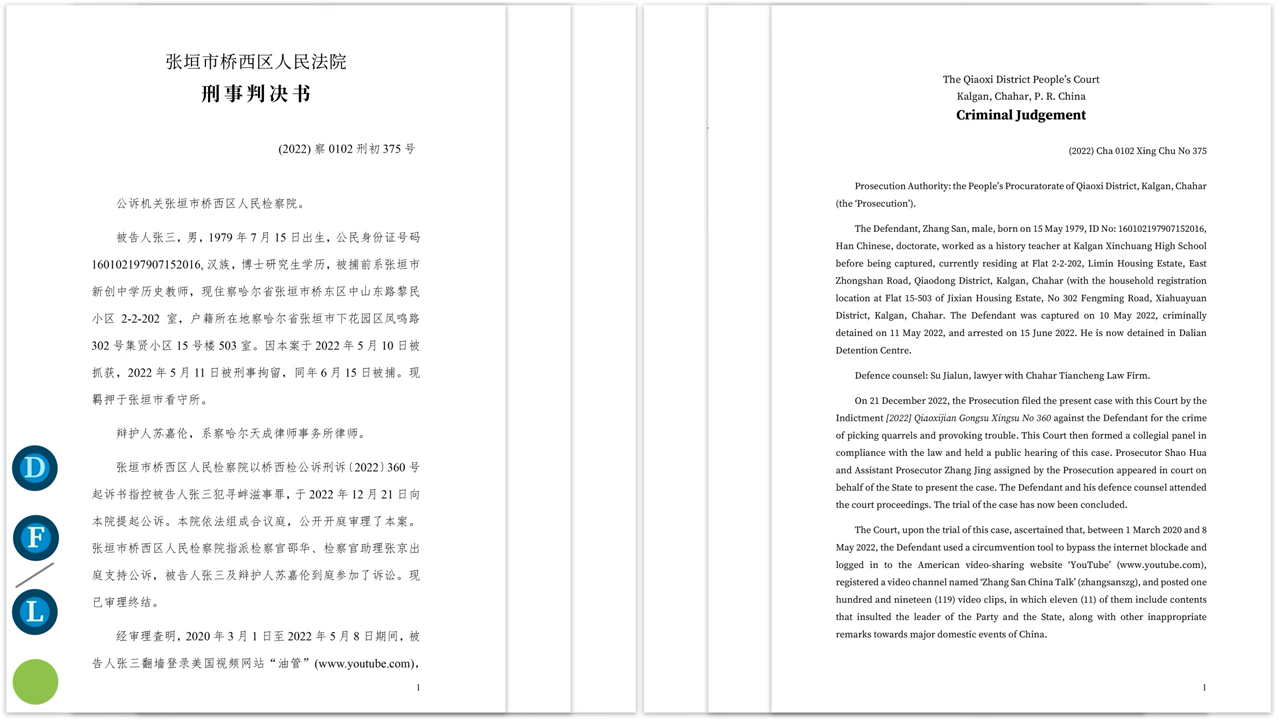 张垣市桥西区人民法院
刑事判决书
(2022) 察 0102 刑初 375 号
公诉机关张垣市桥西区人民检察院。
被告人张三，男，1979 年 7 月 15 日出生，公民身份证号码
160102197907152016, 汉族，博士研究生学历，被捕前系张垣市
新创中学历史教师，现住察哈尔省张垣市桥东区中山东路黎民
小区 2-2-202 室，户籍所在地察哈尔省张垣市下花园区凤鸣路
302 号集贤小区 15 号楼 503 室。因本案于 2022 年 5 月 10 日被
抓获，2022 年 5 月 11 日被刑事拘留，同年 6 月 15 日被捕。现
羁押于张垣市看守所。
辩护人苏嘉伦，系察哈尔天成律师事务所律师。
张垣市桥西区人民检察院以桥西检公诉刑诉〔2022〕360 号
起诉书指控被告人张三犯寻衅滋事罪，于 2022 年 12 月 21 日向
本院提起公诉。本院依法组成合议庭，公开开庭审理了本案。
张垣市桥西区人民检察院指派检察官邵华、检察官助理张京出
庭支持公诉，被告人张三及辩护人苏嘉伦到庭参加了诉讼。现
已审理终结。
经审理查明，2020 年 3 月 1 日至 2022 年 5 月 8 日期间，被
告人张三翻墙登录美国视频网站“油管”(www.youtube.com),
1
D
F
L
The Qiaoxi District People’s Court
Kalgan, Chahar, P. R. China
Criminal Judgement
(2022) Cha 0102 Xing Chu No 375
Prosecution Authority: the People’s Procuratorate of Qiaoxi District, Kalgan, Chahar
(the ‘Prosecution’).
The Defendant, Zhang San, male, born on 15 May 1979, ID No: 160102197907152016,
Han Chinese, doctorate, worked as a history teacher at Kalgan Xinchuang High School
before being captured, currently residing at Flat 2-2-202, Limin Housing Estate, East
Zhongshan Road, Qiaodong District, Kalgan, Chahar (with the household registration
location at Flat 15-503 of Jixian Housing Estate, No 302 Fengming Road, Xiahuayuan
District, Kalgan, Chahar. The Defendant was captured on 10 May 2022, criminally
detained on 11 May 2022, and arrested on 15 June 2022. He is now detained in Dalian
Detention Centre.
Defence counsel: Su Jialun, lawyer with Chahar Tiancheng Law Firm.
On 21 December 2022, the Prosecution filed the present case with this Court by the
Indictment [2022] Qiaoxijian Gongsu Xingsu No 360 against the Defendant for the crime
of picking quarrels and provoking trouble. This Court then formed a collegial panel in
compliance with the law and held a public hearing of this case. Prosecutor Shao Hua
and Assistant Prosecutor Zhang Jing assigned by the Prosecution appeared in court on
behalf of the State to present the case. The Defendant and his defence counsel attended
the court proceedings. The trial of the case has now been concluded.
The Court, upon the trial of this case, ascertained that, between 1 March 2020 and 8
May 2022, the Defendant used a circumvention tool to bypass the internet blockade and
logged in to the American video-sharing website ‘YouTube’ (www.youtube.com),
registered a video channel named ‘Zhang San China Talk’ (zhangsanszg), and posted one
hundred and nineteen (119) video clips, in which eleven (11) of them include contents
that insulted the leader of the Party and the State, along with other inappropriate
remarks towards major domestic events of China.
1